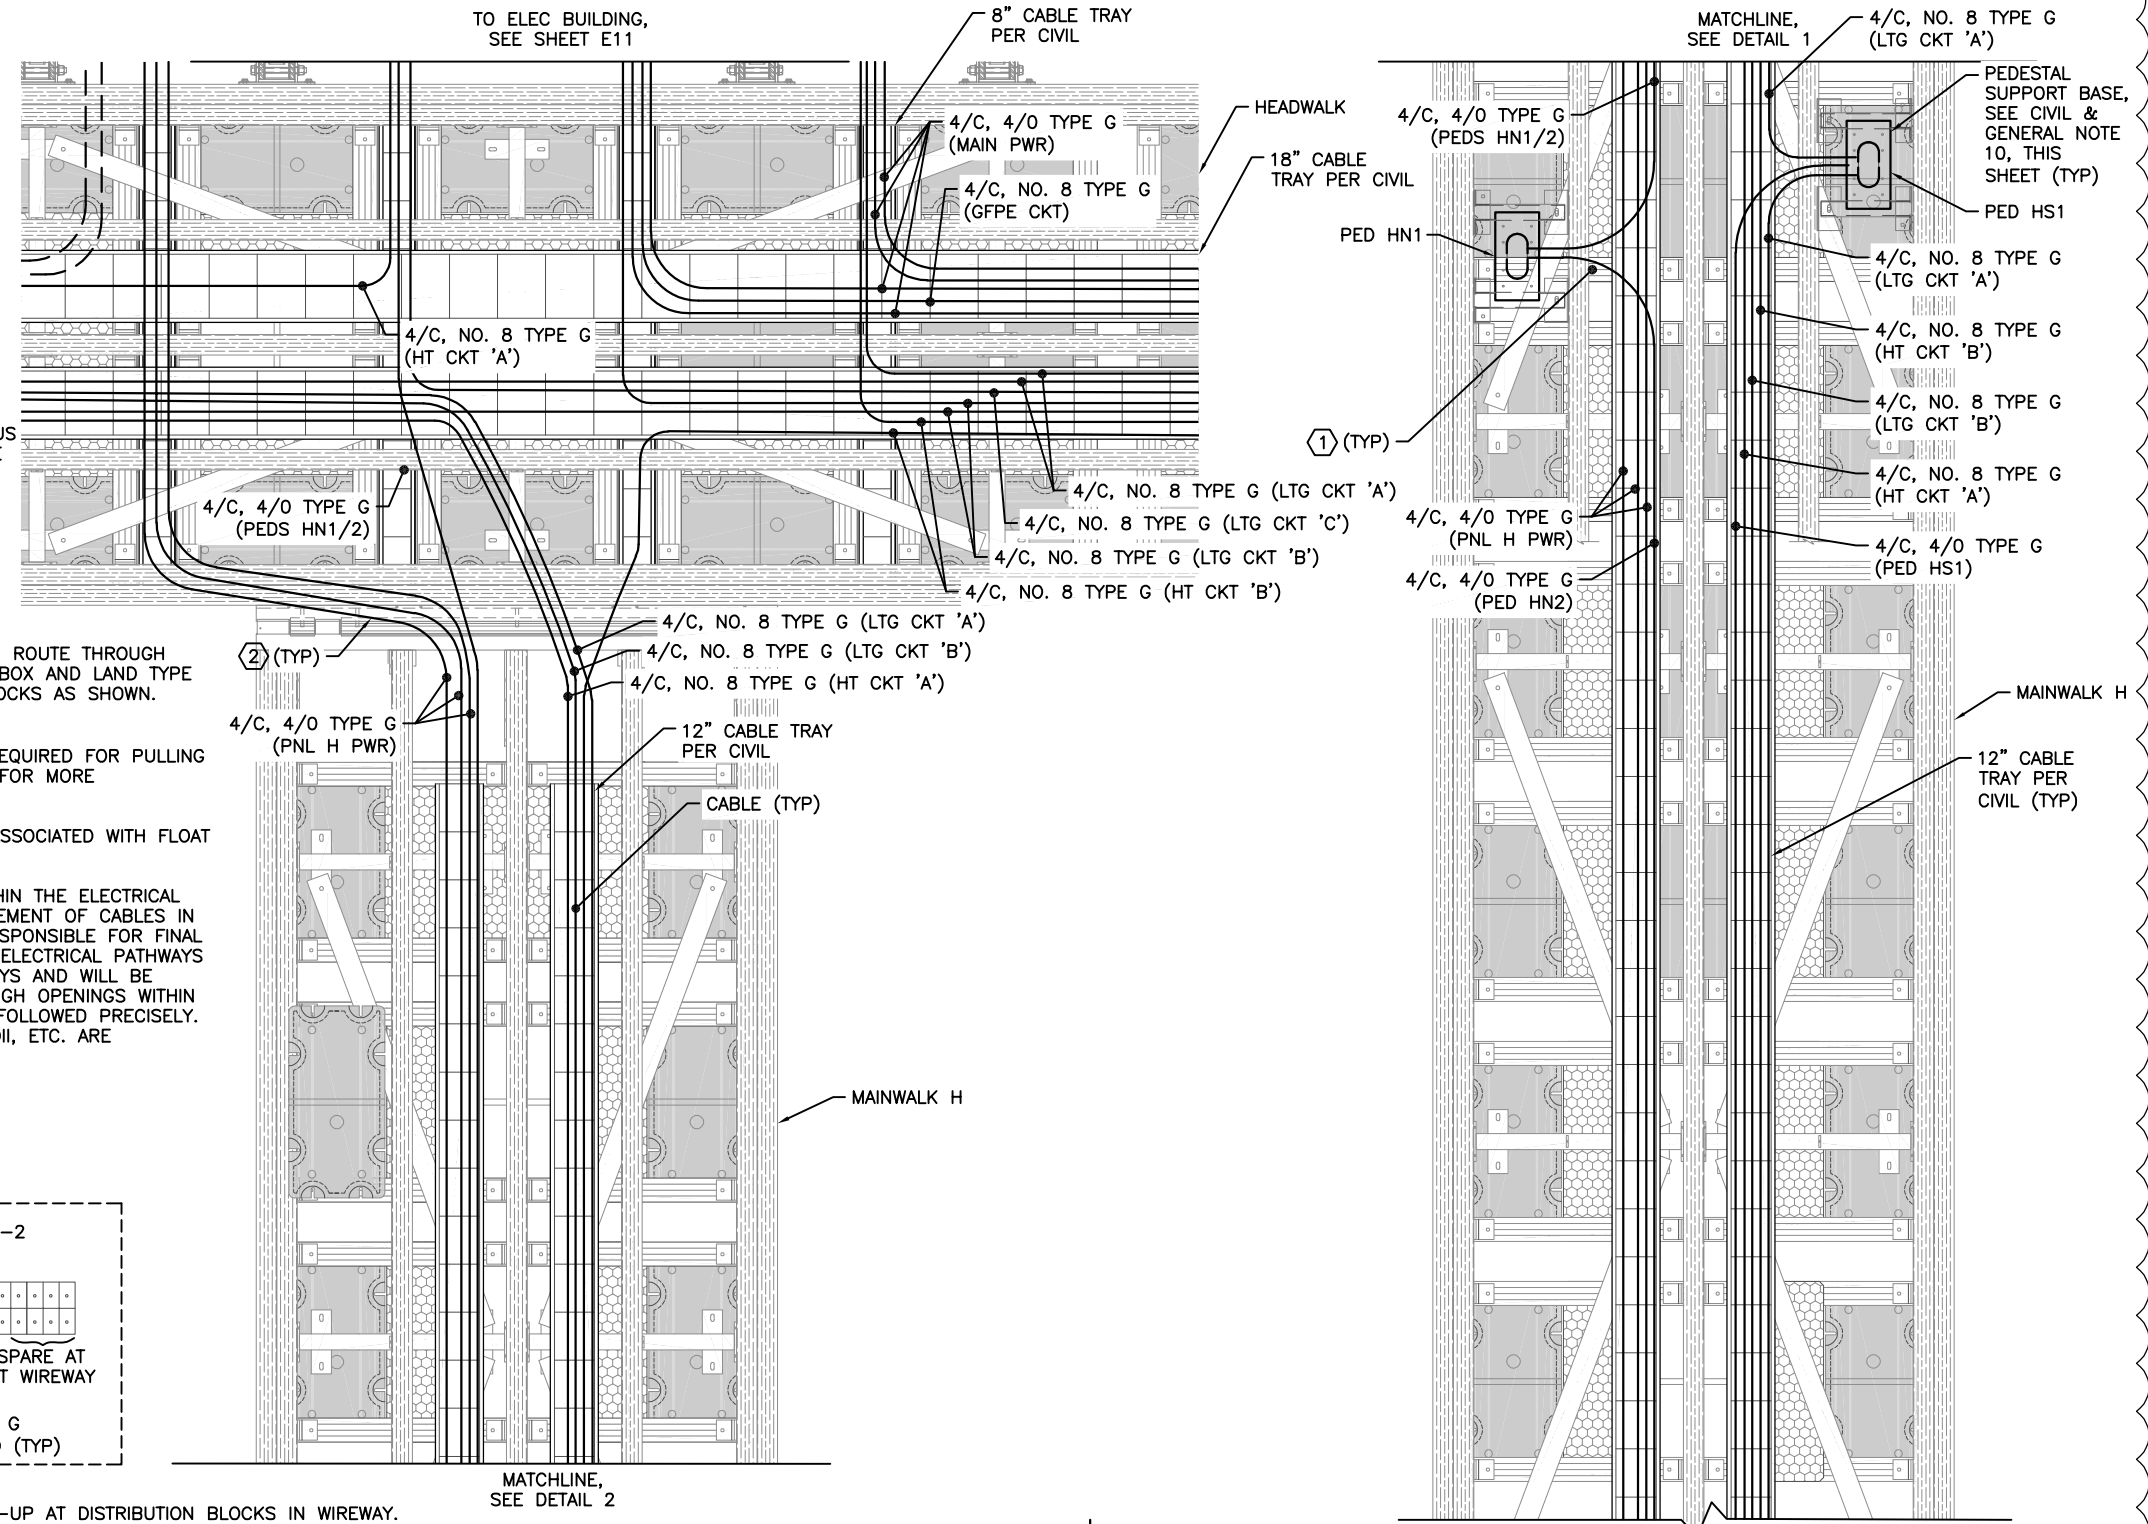 TO ELEC BUILDING,
SEE SHEET E11
8" CABLE TRAY
PER CIVIL
HEADWALK
18" CABLE
TRAY PER CIVIL
4/C, 4/0 TYPE G
(MAIN PWR)
4/C, NO. 8 TYPE G
(GFPE CKT)
4/C, NO. 8 TYPE G
(HT CKT 'A')
4/C, 4/0 TYPE G
(PEDS HN1/2)
4/C, NO. 8 TYPE G (LTG CKT 'A')
4/C, NO. 8 TYPE G (LTG CKT 'C')
4/C, NO. 8 TYPE G (LTG CKT 'B')
4/C, NO. 8 TYPE G (HT CKT 'B')
4/C, NO. 8 TYPE G (LTG CKT 'A')
4/C, NO. 8 TYPE G (LTG CKT 'B')
4/C, NO. 8 TYPE G (HT CKT 'A')
2 (TYP)
4/C, 4/0 TYPE G
(PNL H PWR)
12" CABLE TRAY
PER CIVIL
CABLE (TYP)
MAINWALK H
MATCHLINE,
SEE DETAIL 2
US
ROUTE THROUGH
BOX AND LAND TYPE
OCKS AS SHOWN.
EQUIRED FOR PULLING
FOR MORE
ASSOCIATED WITH FLOAT
HIN THE ELECTRICAL
EMENT OF CABLES IN
SPONSIBLE FOR FINAL
ELECTRICAL PATHWAYS
YS AND WILL BE
GH OPENINGS WITHIN
FOLLOWED PRECISELY.
DII, ETC. ARE
-2
SPARE AT
T WIREWAY
G
(TYP)
-UP AT DISTRIBUTION BLOCKS IN WIREWAY.
MATCHLINE,
SEE DETAIL 1
4/C, NO. 8 TYPE G
(LTG CKT 'A')
PEDESTAL
SUPPORT BASE,
SEE CIVIL &
GENERAL NOTE
10, THIS
SHEET (TYP)
PED HS1
4/C, 4/0 TYPE G
(PEDS HN1/2)
PED HN1
4/C, NO. 8 TYPE G
(LTG CKT 'A')
4/C, NO. 8 TYPE G
(HT CKT 'B')
4/C, NO. 8 TYPE G
(LTG CKT 'B')
4/C, NO. 8 TYPE G
(HT CKT 'A')
4/C, 4/0 TYPE G
(PED HS1)
1 (TYP)
4/C, 4/0 TYPE G
(PNL H PWR)
4/C, 4/0 TYPE G
(PED HN2)
MAINWALK H
12" CABLE
TRAY PER
CIVIL (TYP)